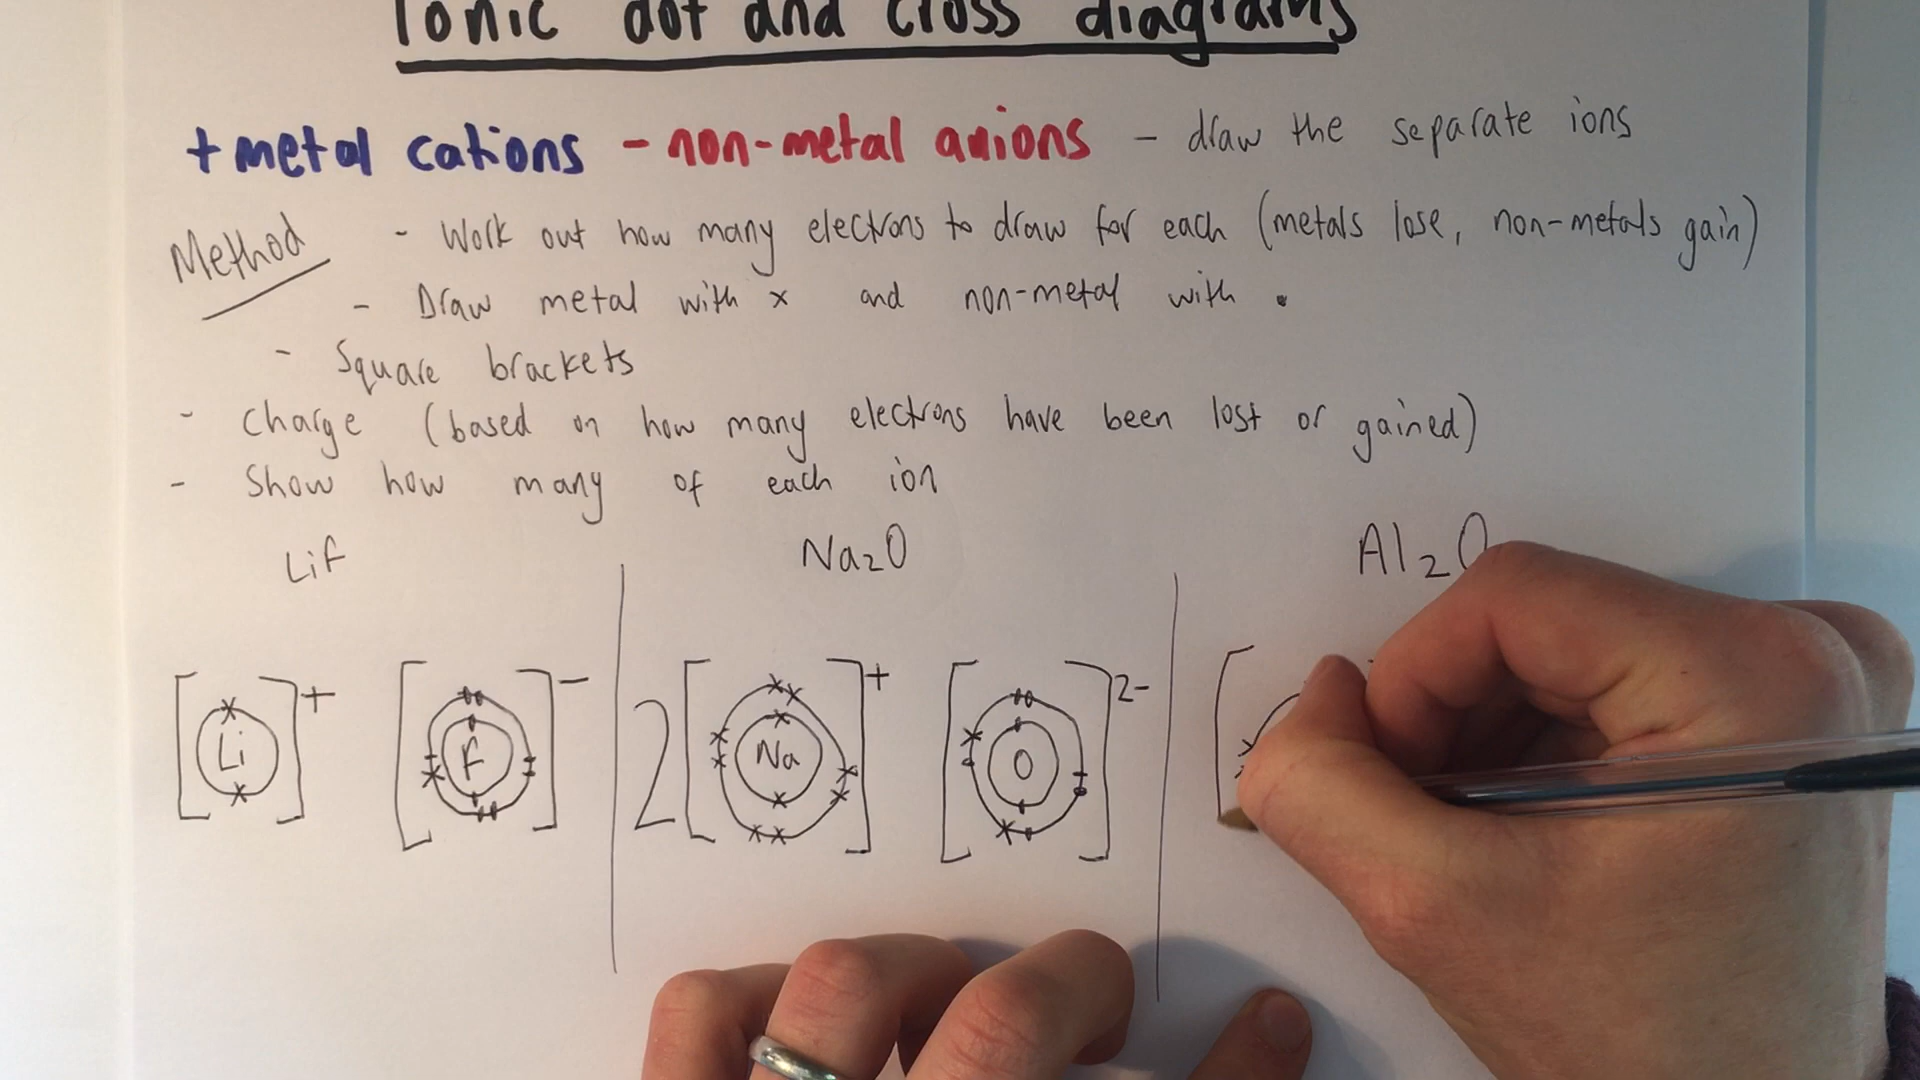 Ionic dot and cross diagrams
+ metal cations - non-metal anions - draw the separate ions
Method - Work out how many electrons to draw for each (metals lose, non-metals gain)
- Draw metal with x and non-metal with •
- Square brackets
- Charge (based on how many electrons have been lost or gained)
- Show how many of each ion
LiF Na2O Al2O
[Li]+ [F]- 2[Na]+ [O]2-